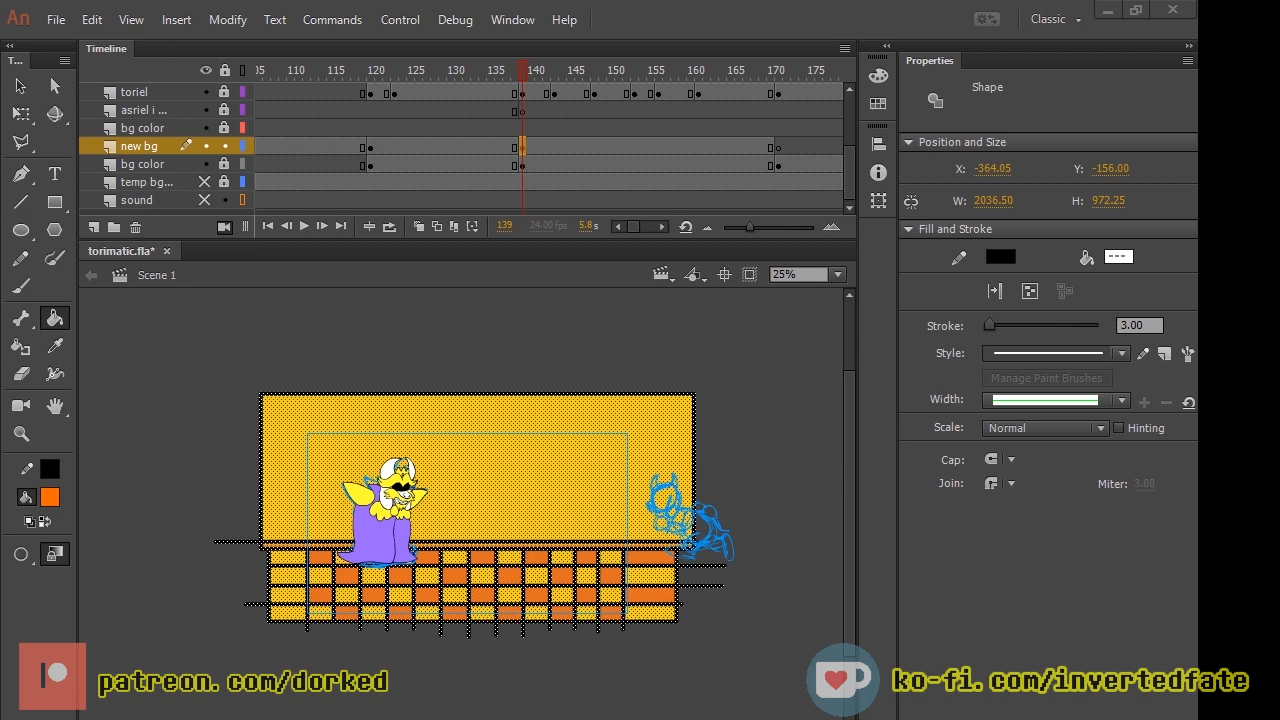 An File Edit View Insert Modify Text Commands Control Debug Window Help Classic
T... Timeline Properties
05 110 115 120 125 130 135 140 145 150 155 160 165 170 175
Shape
toriel
asriel i ...
bg color
new bg
bg color
temp bg...
sound
Position and Size
X: -364.05 Y: -156.00
W: 2036.50 H: 972.25
139 24.00 fps 5.8 s
Fill and Stroke
torimatic.fla*
Scene 1 25%
Stroke: 3.00
Style:
Manage Paint Brushes
Width:
Scale: Normal Hinting
Cap:
Join: Miter: 3.00
patreon.com/dorked
ko-fi.com/invertedfate